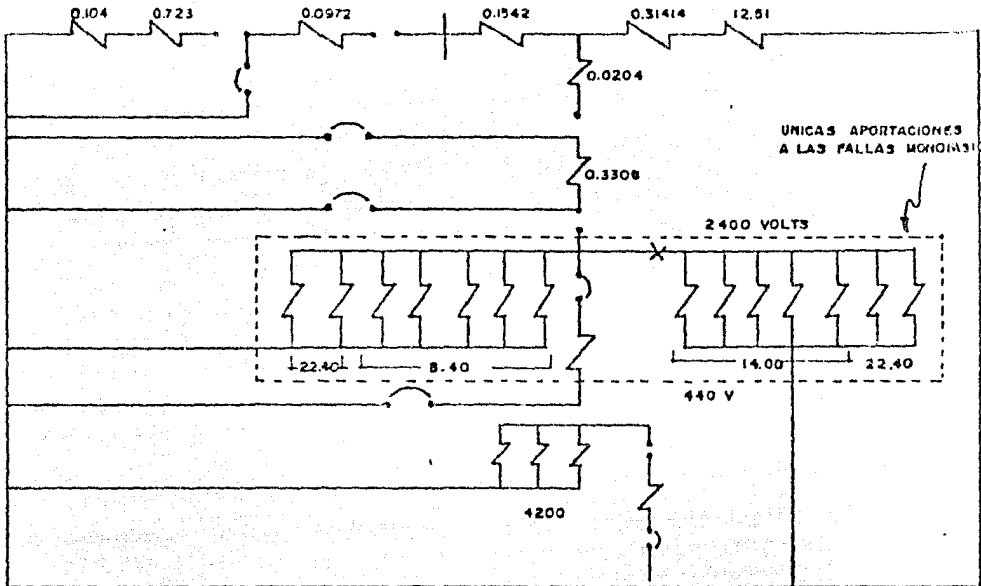 0.104 0.723 0.0972 0.1542 0.31414 12.51
0.0204
UNICAS APORTACIONES
A LAS FALLAS MONOFASI
0.3308
2400 VOLTS
22.40 8.40 14.00 22.40
440 V
4200